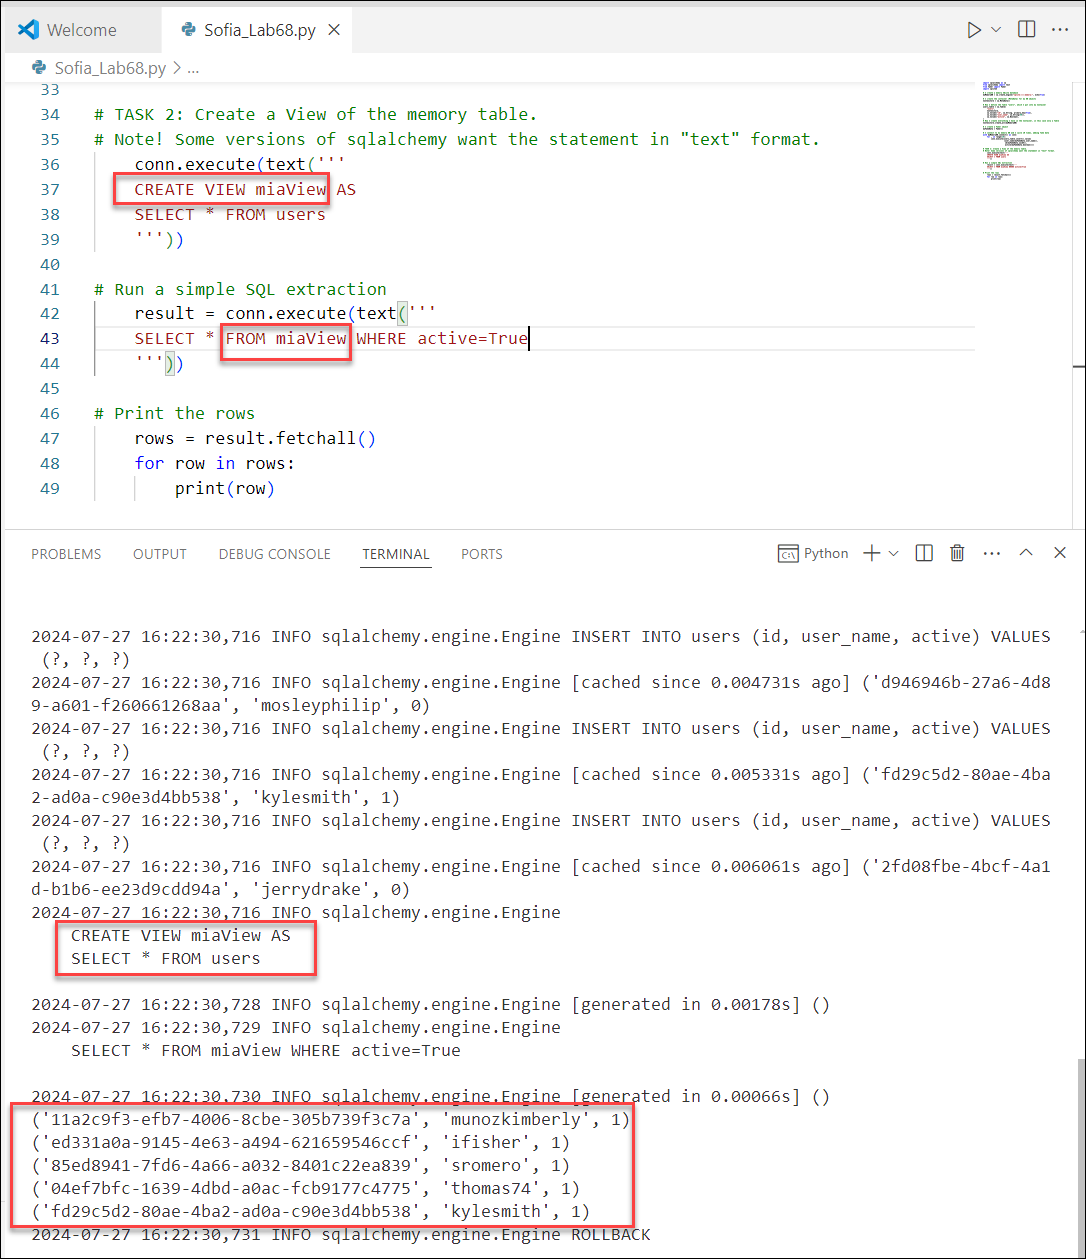 Welcome
Sofia_Lab68.py
Sofia_Lab68.py > ...
33
34 # TASK 2: Create a View of the memory table.
35 # Note! Some versions of sqlalchemy want the statement in "text" format.
36 conn.execute(text('''
37 CREATE VIEW miaView AS
38 SELECT * FROM users
39 '''))
40
41 # Run a simple SQL extraction
42 result = conn.execute(text('''
43 SELECT * FROM miaView WHERE active=True
44 '''))
45
46 # Print the rows
47 rows = result.fetchall()
48 for row in rows:
49 print(row)
PROBLEMS OUTPUT DEBUG CONSOLE TERMINAL PORTS Python
2024-07-27 16:22:30,716 INFO sqlalchemy.engine.Engine INSERT INTO users (id, user_name, active) VALUES
(?, ?, ?)
2024-07-27 16:22:30,716 INFO sqlalchemy.engine.Engine [cached since 0.004731s ago] ('d946946b-27a6-4d8
9-a601-f260661268aa', 'mosleyphilip', 0)
2024-07-27 16:22:30,716 INFO sqlalchemy.engine.Engine INSERT INTO users (id, user_name, active) VALUES
(?, ?, ?)
2024-07-27 16:22:30,716 INFO sqlalchemy.engine.Engine [cached since 0.005331s ago] ('fd29c5d2-80ae-4ba
2-ad0a-c90e3d4bb538', 'kylesmith', 1)
2024-07-27 16:22:30,716 INFO sqlalchemy.engine.Engine INSERT INTO users (id, user_name, active) VALUES
(?, ?, ?)
2024-07-27 16:22:30,716 INFO sqlalchemy.engine.Engine [cached since 0.006061s ago] ('2fd08fbe-4bcf-4a1
d-b1b6-ee23d9cdd94a', 'jerrydrake', 0)
2024-07-27 16:22:30,716 INFO sqlalchemy.engine.Engine
CREATE VIEW miaView AS
SELECT * FROM users
2024-07-27 16:22:30,728 INFO sqlalchemy.engine.Engine [generated in 0.00178s] ()
2024-07-27 16:22:30,729 INFO sqlalchemy.engine.Engine
SELECT * FROM miaView WHERE active=True
2024-07-27 16:22:30,730 INFO sqlalchemy.engine.Engine [generated in 0.00066s] ()
('11a2c9f3-efb7-4006-8cbe-305b739f3c7a', 'munozkimberly', 1)
('ed331a0a-9145-4e63-a494-621659546ccf', 'ifisher', 1)
('85ed8941-7fd6-4a66-a032-8401c22ea839', 'sromero', 1)
('04ef7bfc-1639-4dbd-a0ac-fcb9177c4775', 'thomas74', 1)
('fd29c5d2-80ae-4ba2-ad0a-c90e3d4bb538', 'kylesmith', 1)
2024-07-27 16:22:30,731 INFO sqlalchemy.engine.Engine ROLLBACK